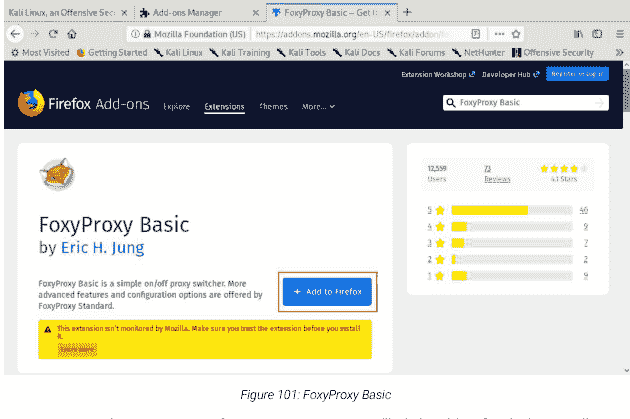 Kali Linux, an Offensive Sec
Add-ons Manager
FoxyProxy Basic – Get
Mozilla Foundation (US)
https://addons.mozilla.org/en-US/firefox/addon/
Most Visited
Getting Started
Kali Linux
Kali Training
Kali Tools
Kali Docs
Kali Forums
NetHunter
Offensive Security
Extension Workshop
Developer Hub
Firefox Add-ons
Explore
Extensions
Themes
More...
FoxyProxy Basic
FoxyProxy Basic
by Eric H. Jung
FoxyProxy Basic is a simple on/off proxy switcher. More
advanced features and configuration options are offered by
FoxyProxy Standard.
+ Add to Firefox
This extension isn't monitored by Mozilla. Make sure you trust the extension before you install
it.
12,559
Users
73
Reviews
Stars
5
46
4
9
3
7
2
2
1
9
Figure 101: FoxyProxy Basic